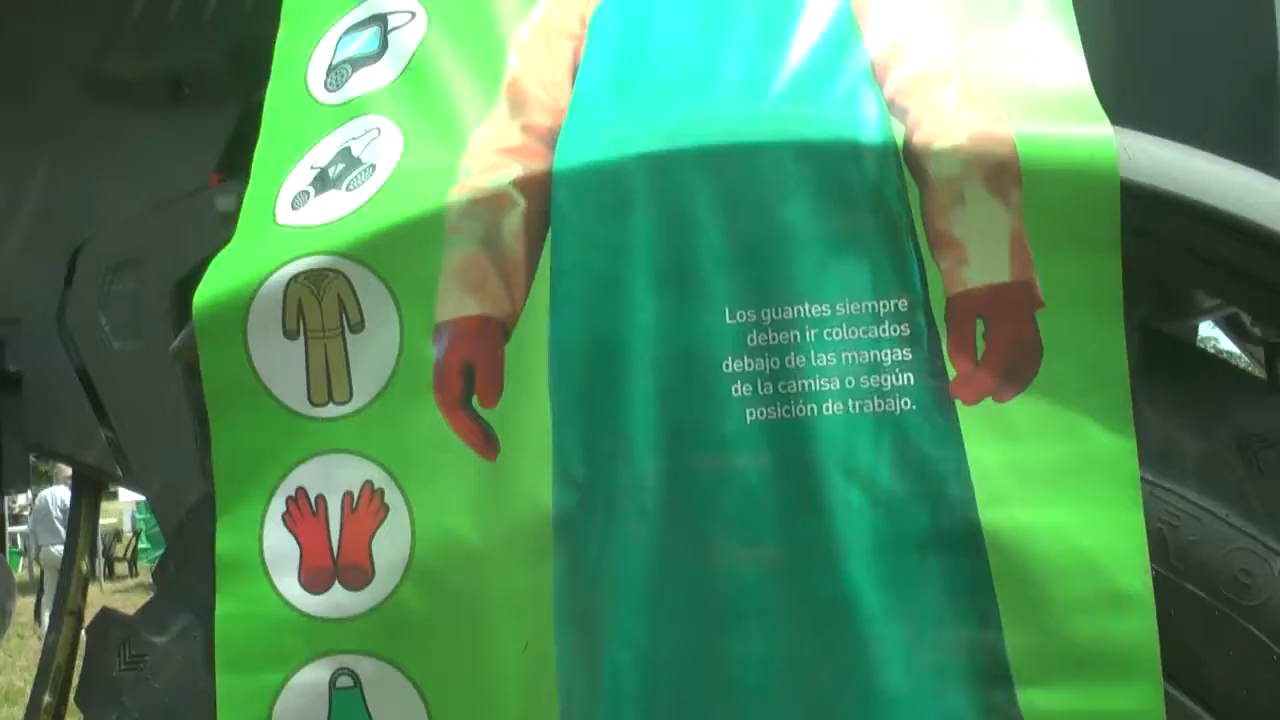 Los guantes siempre
deben ir colocados
debajo de las mangas
de la camisa o según
posición de trabajo.